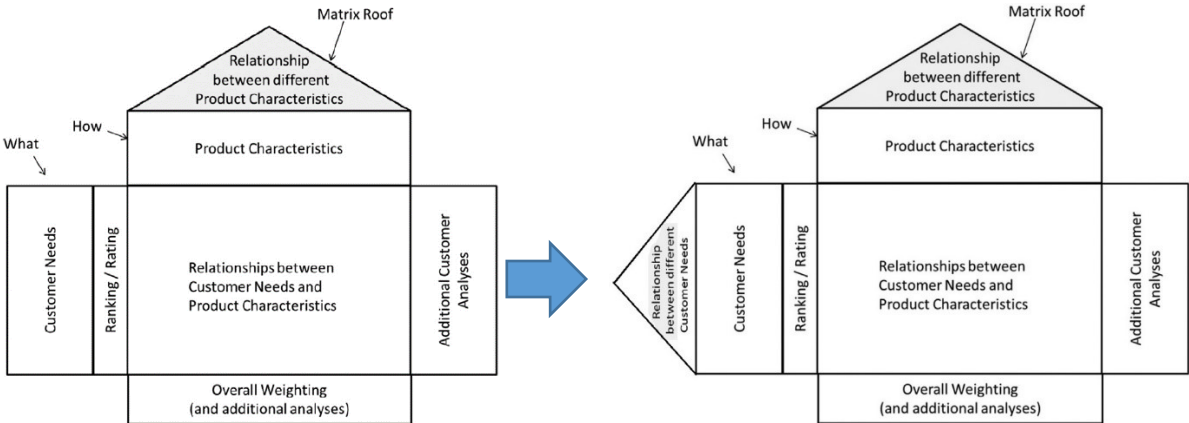 Matrix Roof
Relationship
between different
Product Characteristics
How
Product Characteristics
What
Customer Needs
Ranking / Rating
Relationships between
Customer Needs and
Product Characteristics
Additional Customer
Analyses
Overall Weighting
(and additional analyses)
Matrix Roof
Relationship
between different
Product Characteristics
How
Product Characteristics
What
Relationship
between different
Customer Needs
Customer Needs
Ranking / Rating
Relationships between
Customer Needs and
Product Characteristics
Additional Customer
Analyses
Overall Weighting
(and additional analyses)